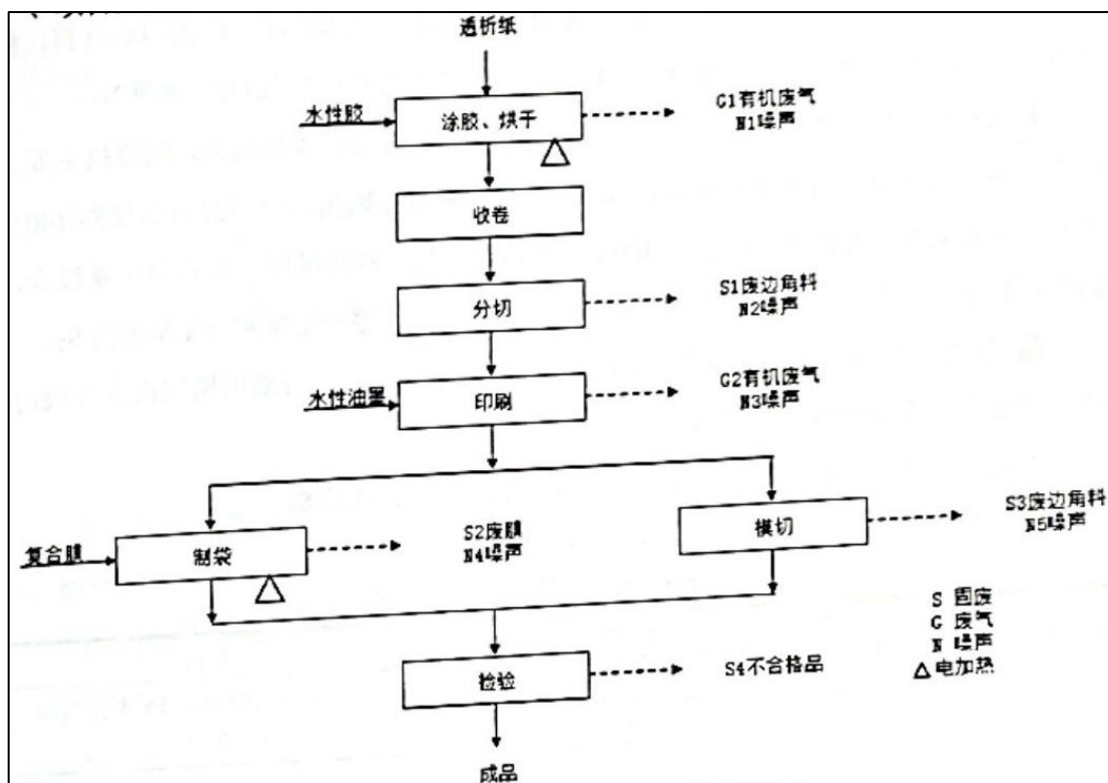 透析纸
水性胶
涂胶、烘干
G1有机废气
N1噪声
收卷
分切
S1废边角料
N2噪声
水性油墨
印刷
G2有机废气
N3噪声
复合膜
制袋
S2废膜
N4噪声
模切
S3废边角料
N5噪声
S 固废
G 废气
N 噪声
△电加热
检验
S4不合格品
成品